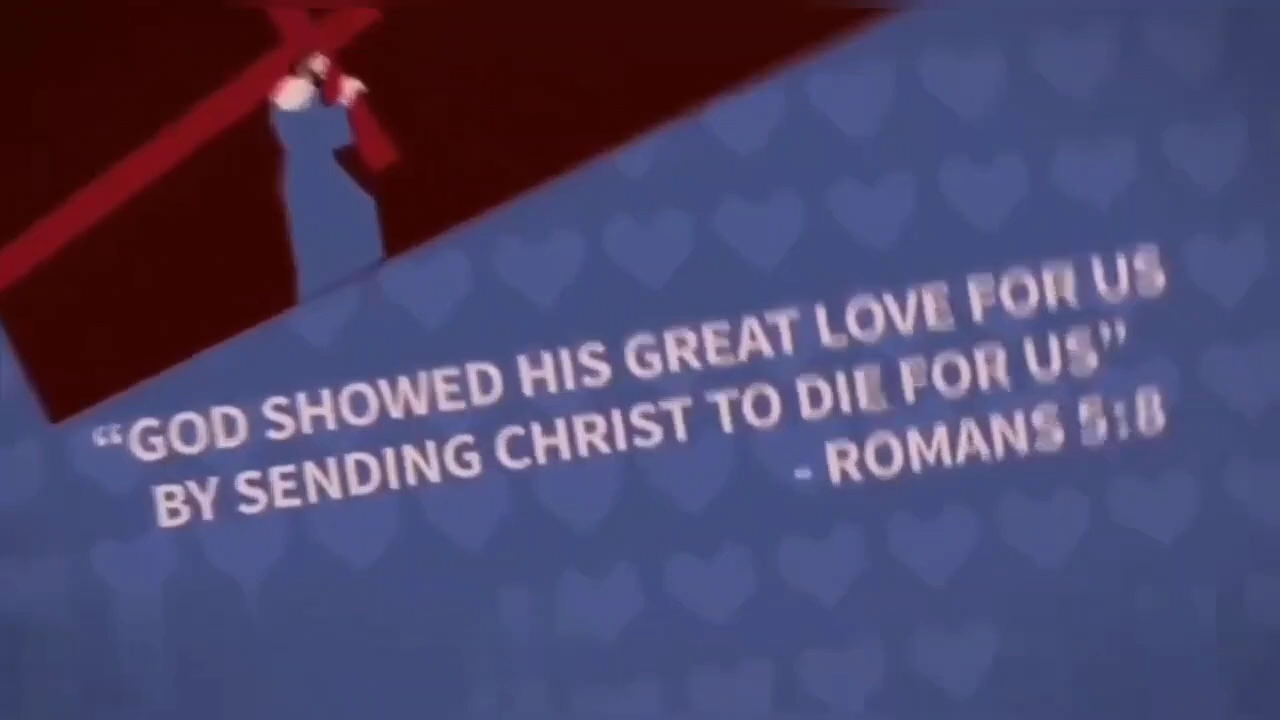 “GOD SHOWED HIS GREAT LOVE FOR US
BY SENDING CHRIST TO DIE FOR US”
- ROMANS 5:8